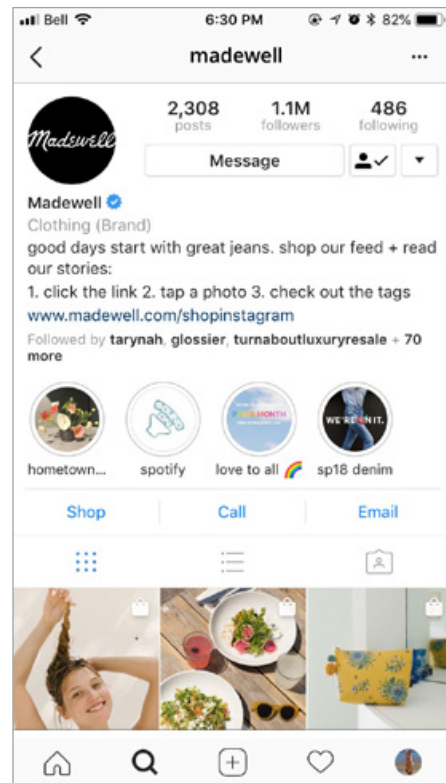 Bell 6:30 PM 82%
madewell
Madewell
2,308 1.1M 486
posts followers following
Message
Madewell
Clothing (Brand)
good days start with great jeans. shop our feed + read
our stories:
1. click the link 2. tap a photo 3. check out the tags
www.madewell.com/shopinstagram
Followed by tarynah, glossier, turnaboutluxuryresale + 70
more
MONTH
WE'RE ON IT.
hometown... spotify love to all 🌈 sp18 denim
Shop Call Email